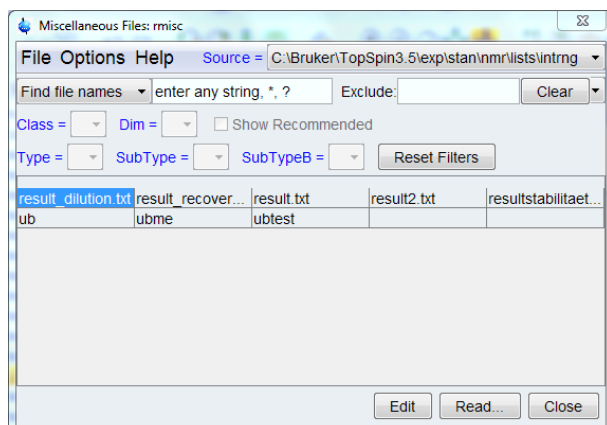 Miscellaneous Files: rmisc
File Options Help Source = C:\Bruker\TopSpin3.5\exp\stan\nmr\lists\intrng
Find file names enter any string, *, ? Exclude: Clear
Class = Dim = Show Recommended
Type = SubType = SubTypeB = Reset Filters
result_dilution.txt result_recover... result.txt result2.txt resultstabilitaet...
ub ubme ubtest
Edit Read... Close